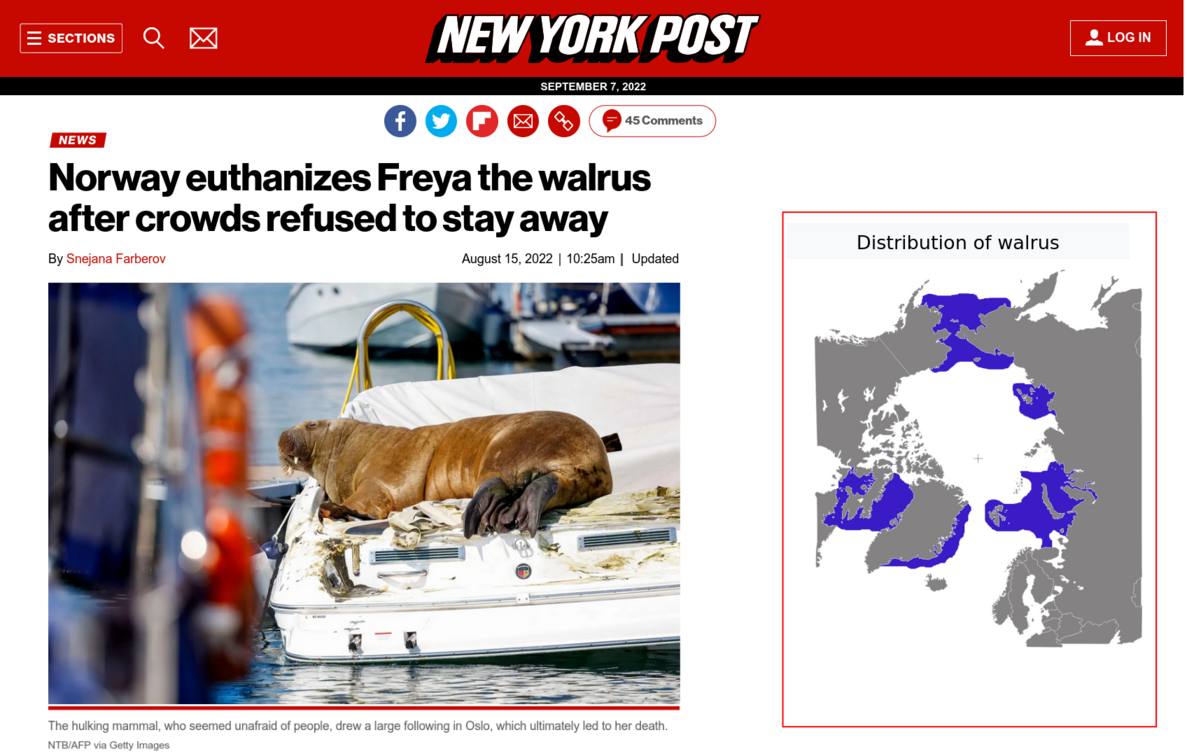 SECTIONS
NEW YORK POST
LOG IN
SEPTEMBER 7, 2022
45 Comments
NEWS
Norway euthanizes Freya the walrus
after crowds refused to stay away
By Snejana Farberov
August 15, 2022 | 10:25am | Updated
Distribution of walrus
The hulking mammal, who seemed unafraid of people, drew a large following in Oslo, which ultimately led to her death.
NTB/AFP via Getty Images